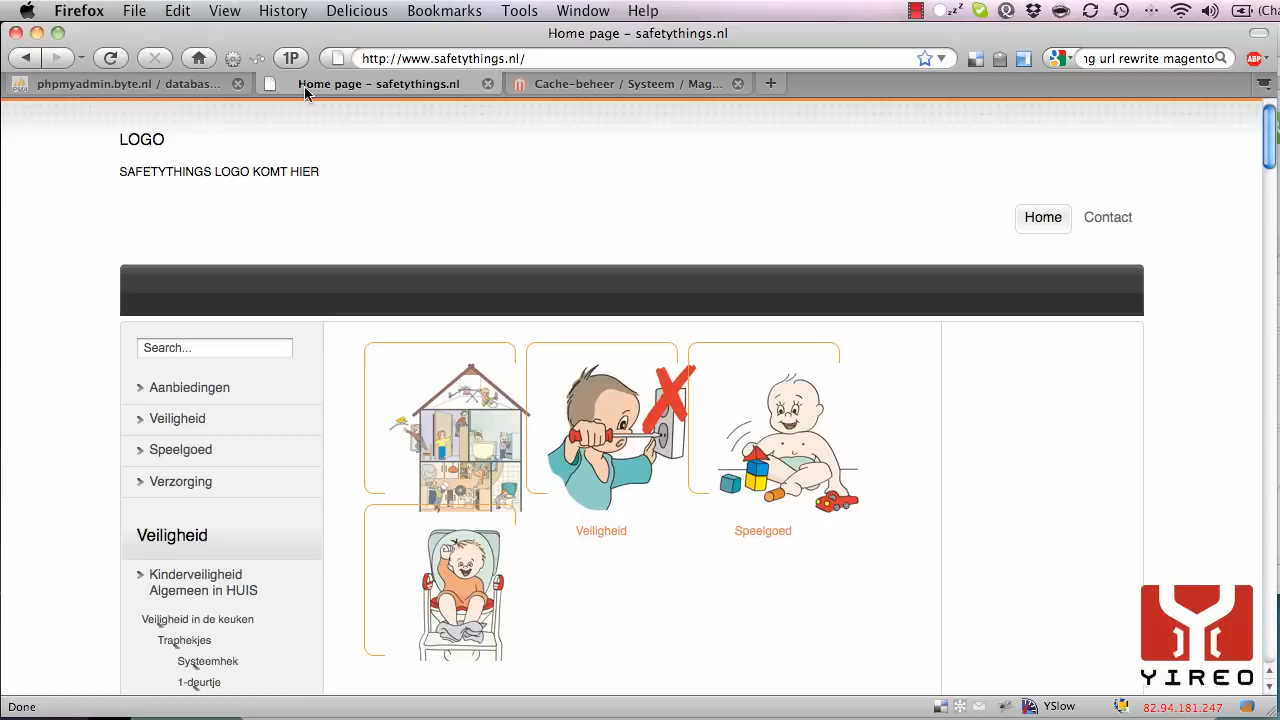 Firefox File Edit View History Delicious Bookmarks Tools Window Help
Home page – safetythings.nl
1P http://www.safetythings.nl/ ng url rewrite magento ABP
phpmyadmin.byte.nl / databas... Home page – safetythings.nl Cache-beheer / Systeem / Mag...
LOGO
SAFETYTHINGS LOGO KOMT HIER
Home Contact
Search...
Aanbiedingen
Veiligheid
Speelgoed
Verzorging
Veiligheid Speelgoed
Veiligheid
Kinderveiligheid
Algemeen in HUIS
Veiligheid in de keuken
Traphekjes
Systeemhek
1-deurtje
YIREO
Done YSlow 82.94.181.247